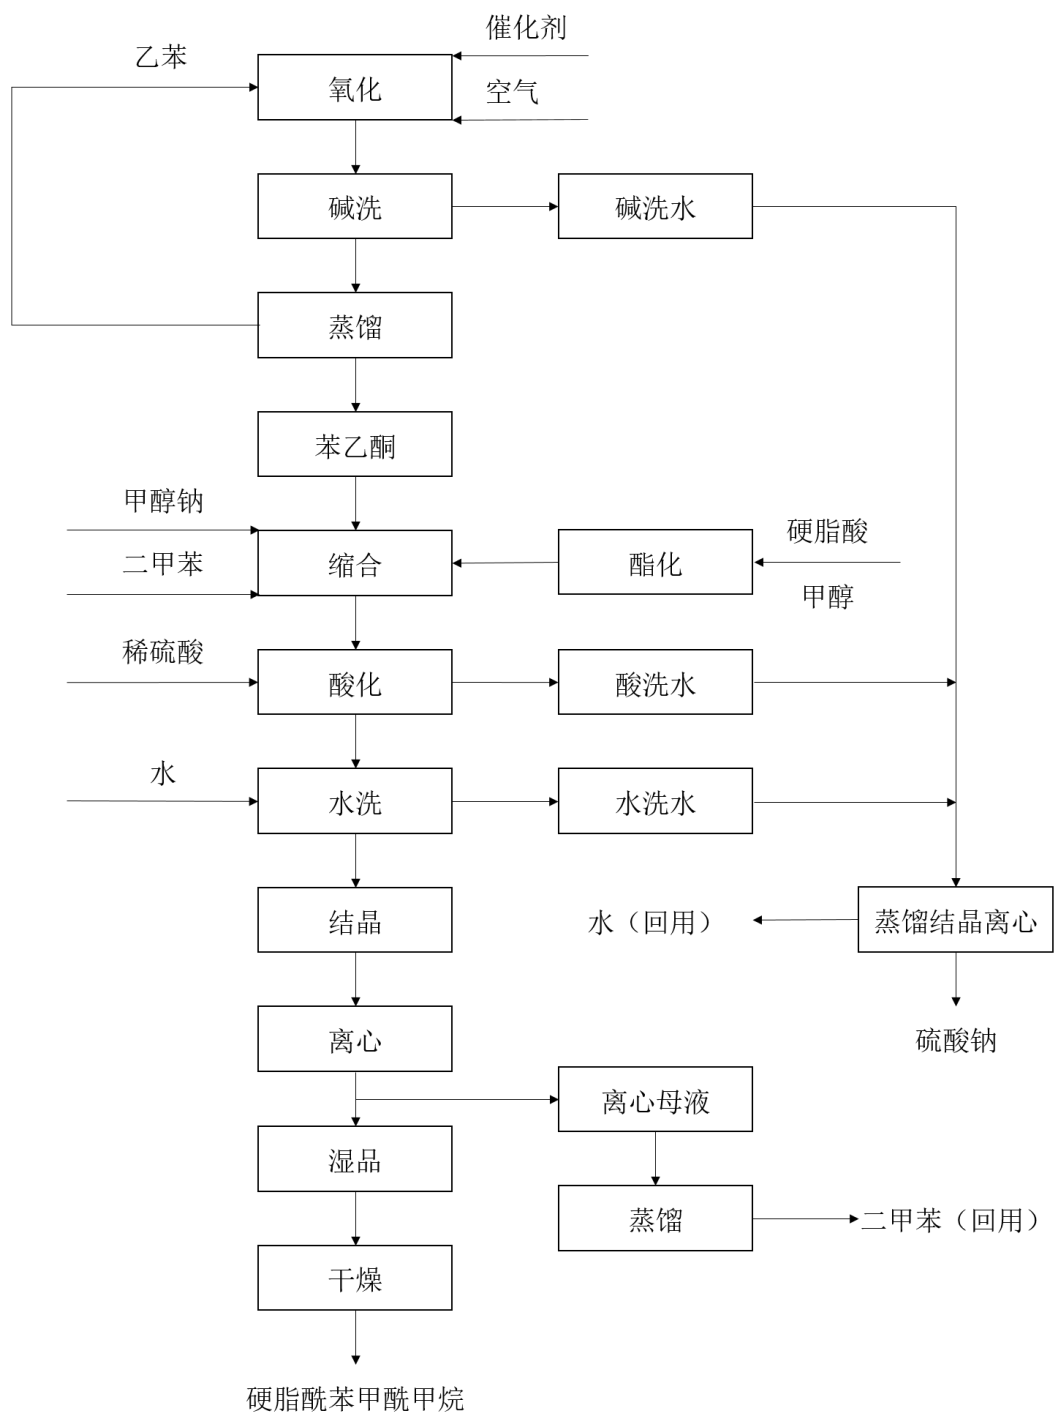 催化剂
乙苯
氧化
空气
碱洗
碱洗水
蒸馏
苯乙酮
甲醇钠
二甲苯
缩合
酯化
硬脂酸
甲醇
稀硫酸
酸化
酸洗水
水
水洗
水洗水
结晶
水（回用）
蒸馏结晶离心
离心
硫酸钠
离心母液
湿品
蒸馏
二甲苯（回用）
干燥
硬脂酰苯甲酰甲烷